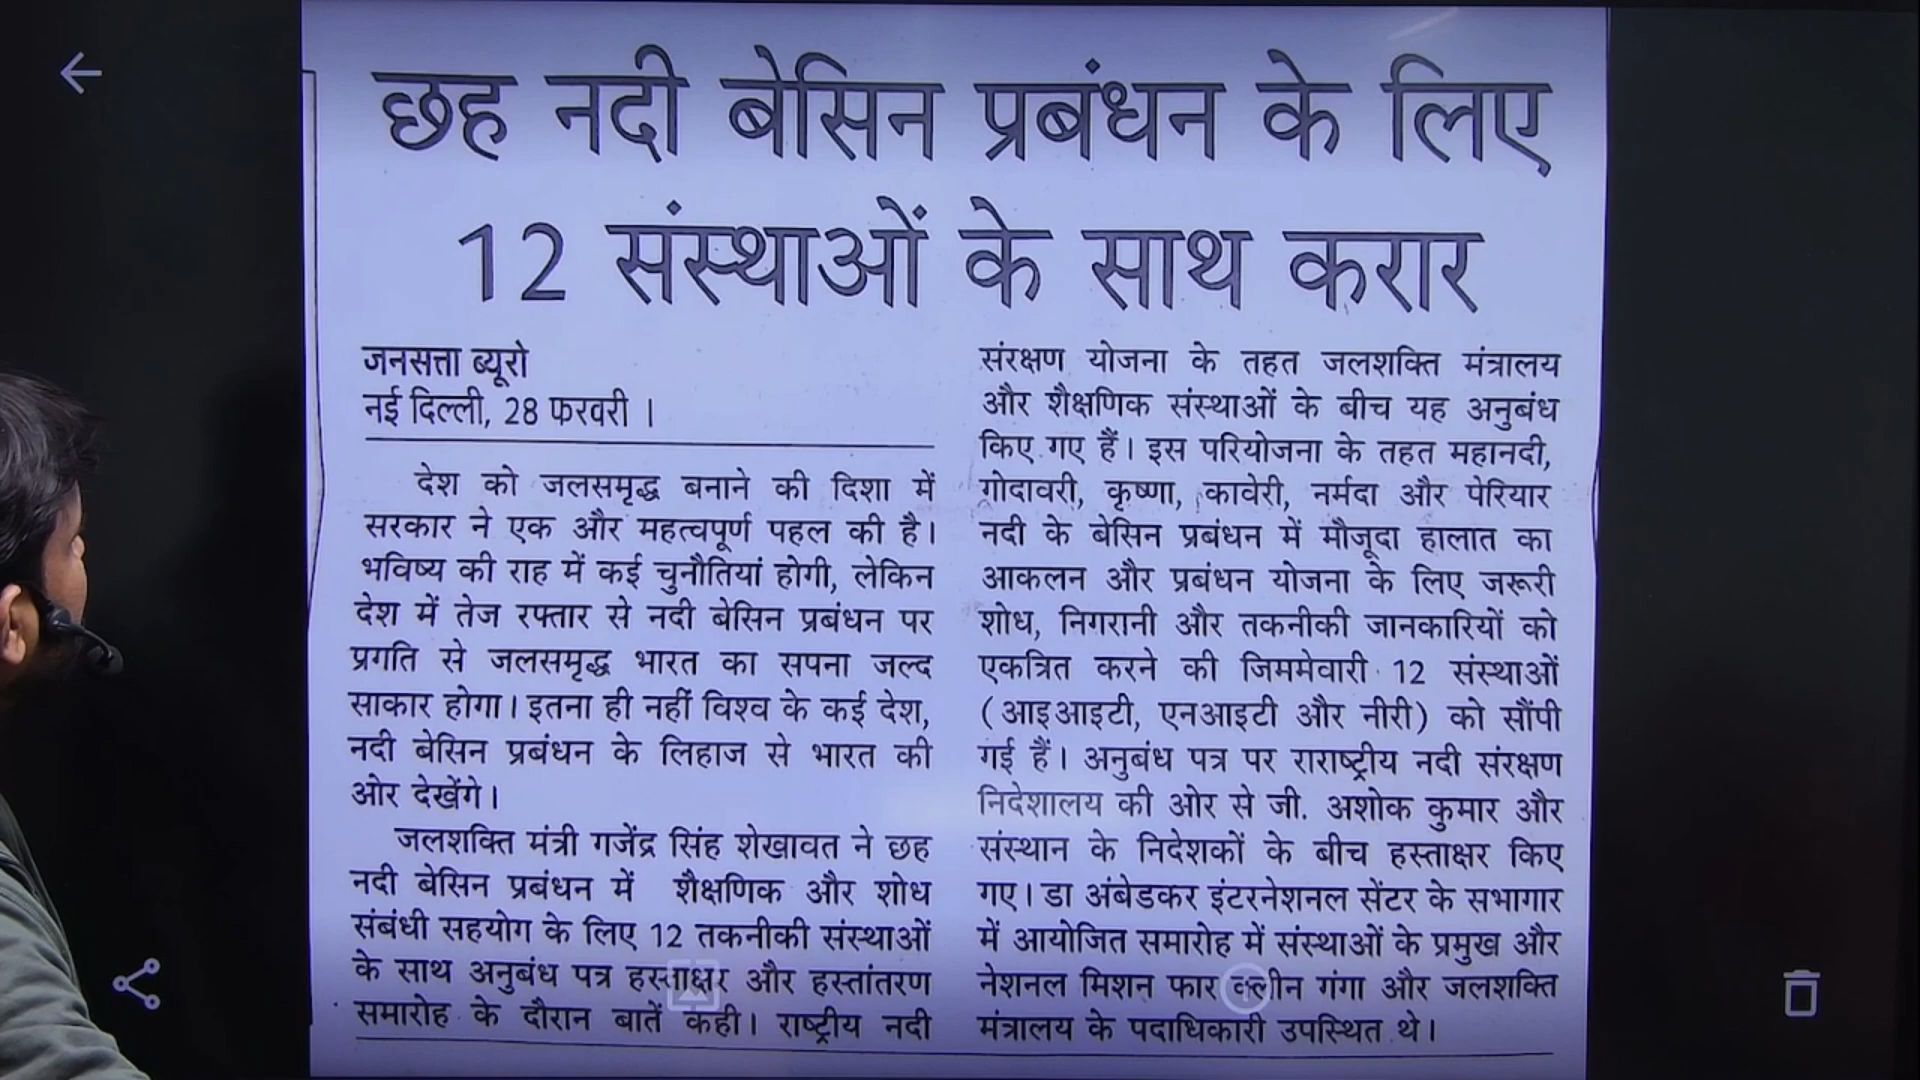 छह नदी बेसिन प्रबंधन के लिए
12 संस्थाओं के साथ करार
जनसत्ता ब्यूरो
नई दिल्ली, 28 फरवरी ।
देश को जलसमृद्ध बनाने की दिशा में
सरकार ने एक और महत्वपूर्ण पहल की है।
भविष्य की राह में कई चुनौतियां होगी, लेकिन
देश में तेज रफ्तार से नदी बेसिन प्रबंधन पर
प्रगति से जलसमृद्ध भारत का सपना जल्द
साकार होगा। इतना ही नहीं विश्व के कई देश,
नदी बेसिन प्रबंधन के लिहाज से भारत की
ओर देखेंगे।
जलशक्ति मंत्री गजेंद्र सिंह शेखावत ने छह
नदी बेसिन प्रबंधन में शैक्षणिक और शोध
संबंधी सहयोग के लिए 12 तकनीकी संस्थाओं
के साथ अनुबंध पत्र हस्ताक्षर और हस्तांतरण
समारोह के दौरान बातें कही। राष्ट्रीय नदी
संरक्षण योजना के तहत जलशक्ति मंत्रालय
और शैक्षणिक संस्थाओं के बीच यह अनुबंध
किए गए हैं। इस परियोजना के तहत महानदी,
गोदावरी, कृष्णा, कावेरी, नर्मदा और पेरियार
नदी के बेसिन प्रबंधन में मौजूदा हालात का
आकलन और प्रबंधन योजना के लिए जरूरी
शोध, निगरानी और तकनीकी जानकारियों को
एकत्रित करने की जिममेवारी 12 संस्थाओं
(आइआइटी, एनआइटी और नीरी) को सौंपी
गई हैं। अनुबंध पत्र पर राराष्ट्रीय नदी संरक्षण
निदेशालय की ओर से जी. अशोक कुमार और
संस्थान के निदेशकों के बीच हस्ताक्षर किए
गए। डा अंबेडकर इंटरनेशनल सेंटर के सभागार
में आयोजित समारोह में संस्थाओं के प्रमुख और
नेशनल मिशन फार क्लीन गंगा और जलशक्ति
मंत्रालय के पदाधिकारी उपस्थित थे।